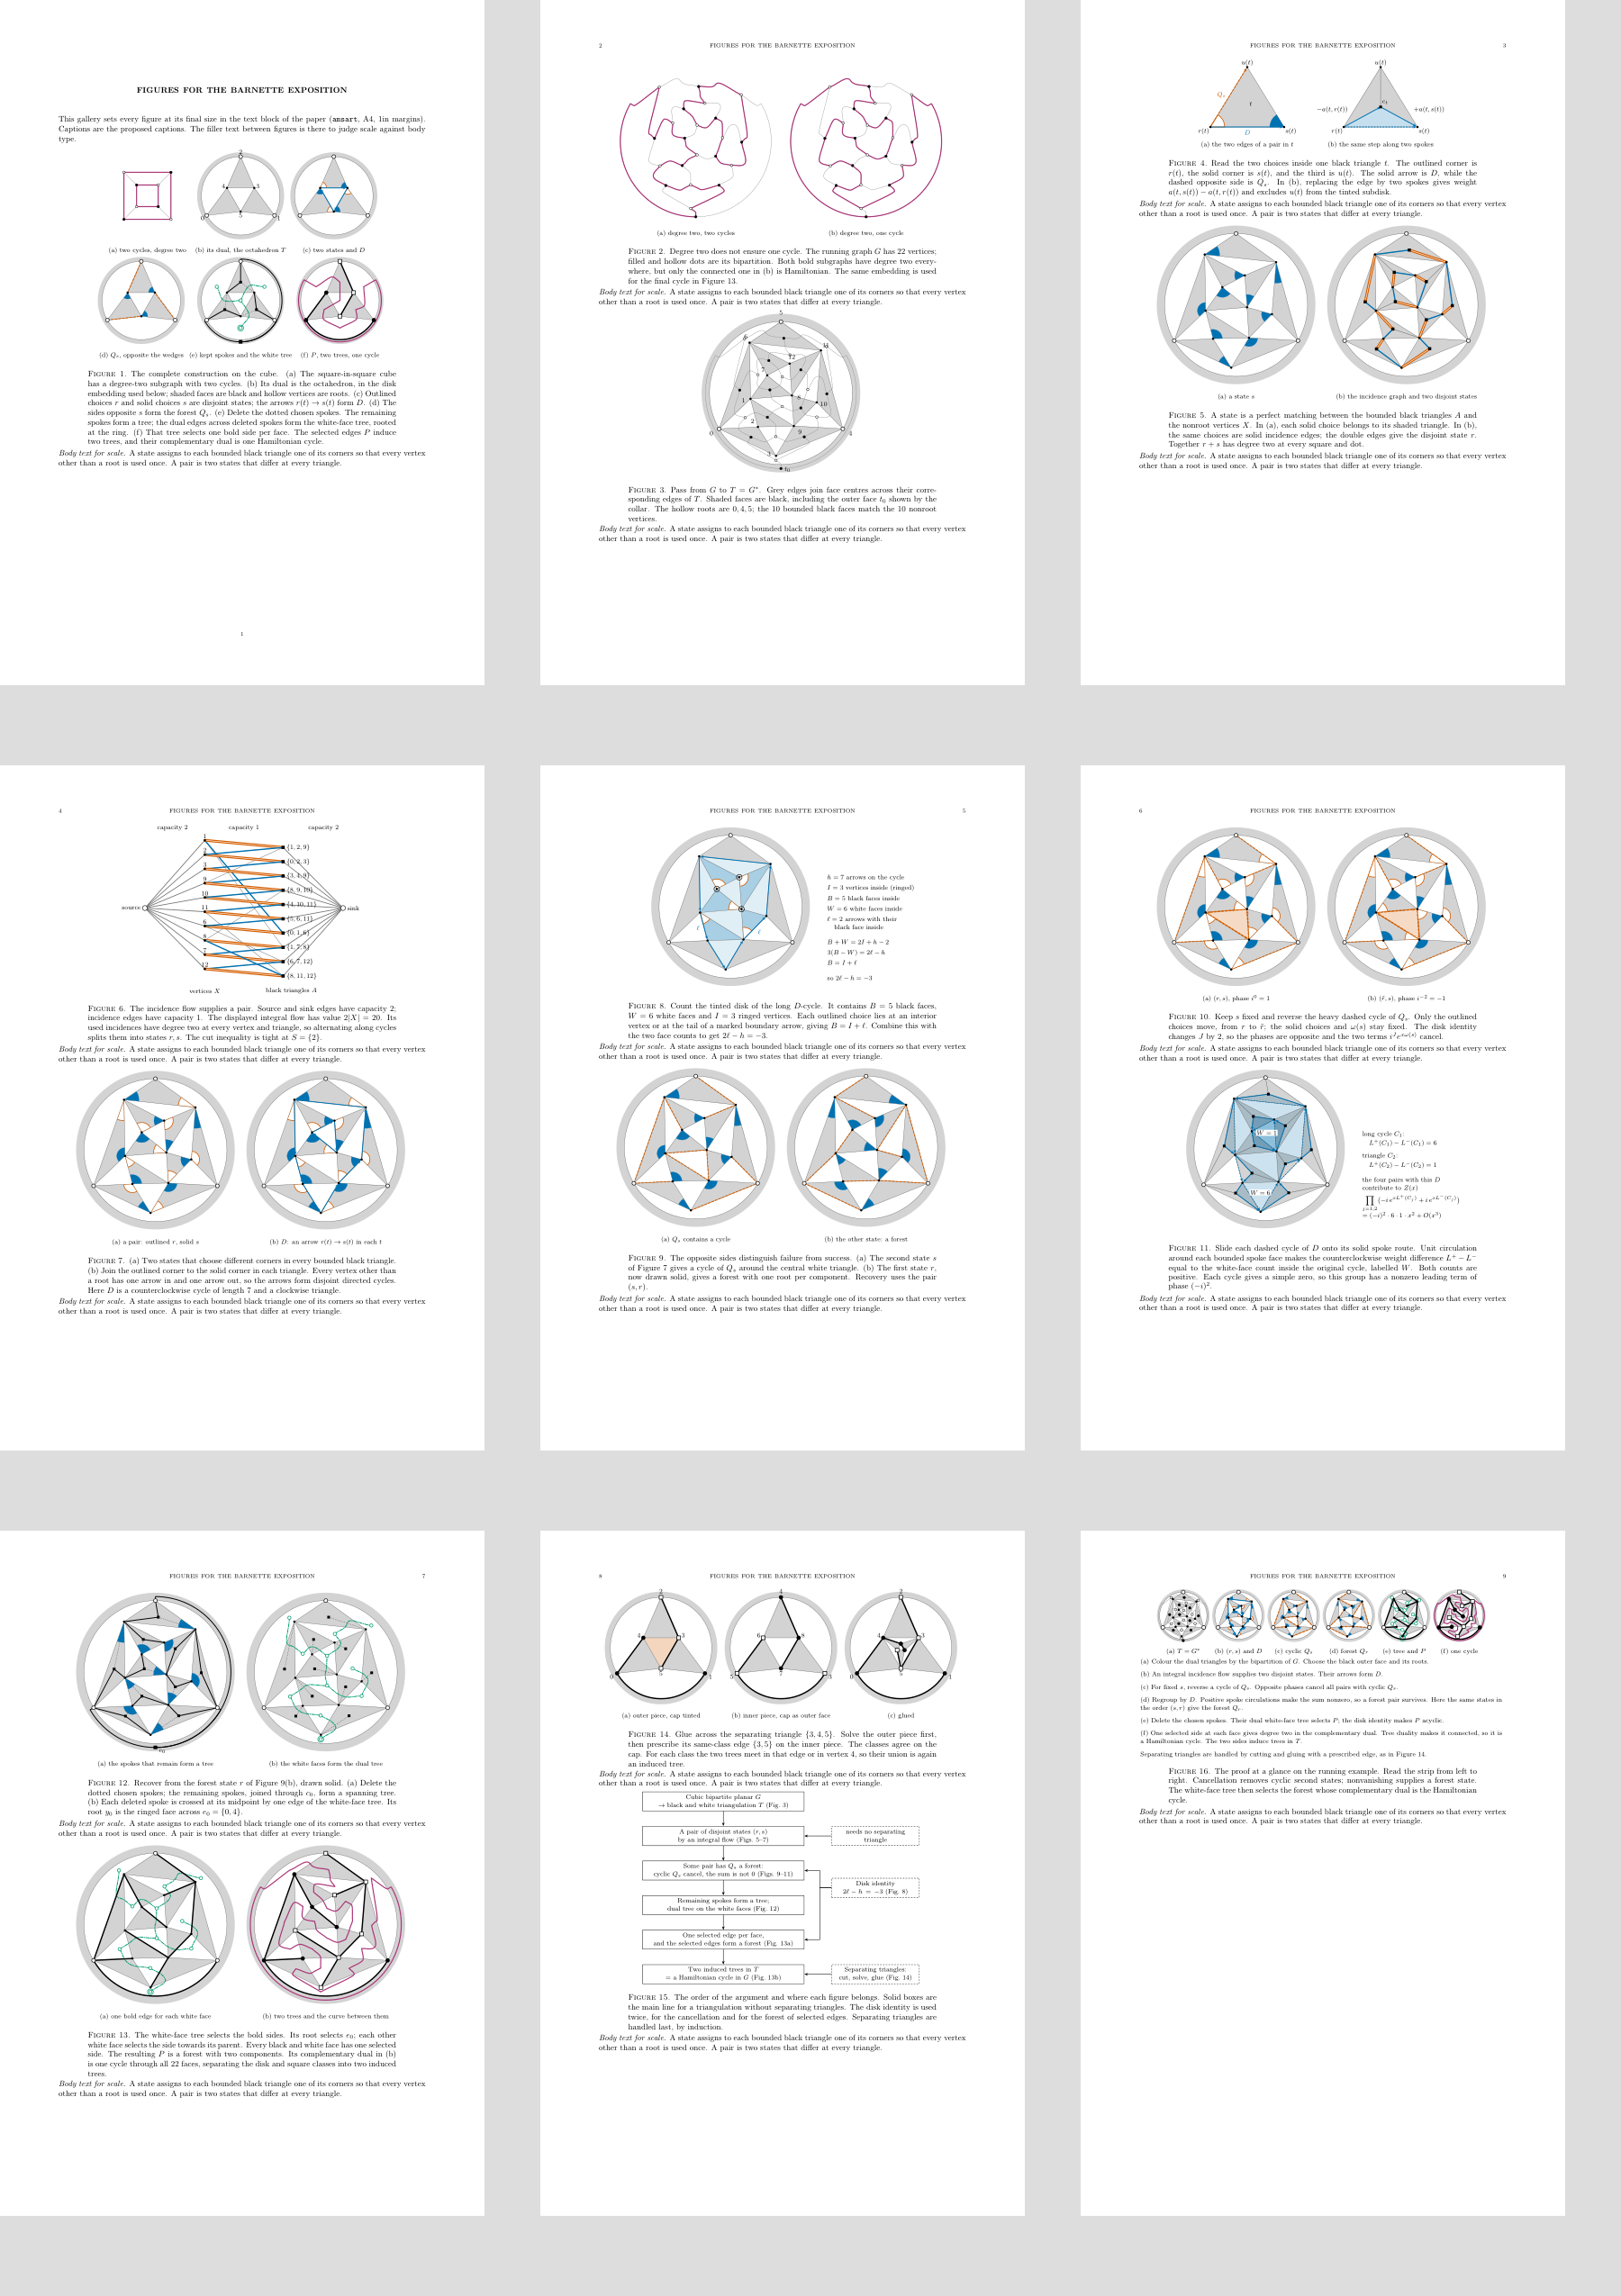 FIGURES FOR THE BARNETTE EXPOSITION
This gallery sets every figure at its final size in the text block of the paper (amsart, A4, 1in margins).
Captions are the proposed captions. The filler text between figures is there to judge scale against body
type.
(a) two cycles, degree two (b) its dual, the octahedron T (c) two states and D
(d) Qₛ, opposite the wedges (e) kept spokes and the white tree (f) P, two trees, one cycle
FIGURE 1. The complete construction on the cube. (a) The square-in-square cube
has a degree-two subgraph with two cycles. (b) Its dual is the octahedron, in the disk
embedding used below; shaded faces are black and hollow vertices are roots. (c) Outlined
choices r and solid choices s are disjoint states; the arrows r(t) → s(t) form D. (d) The
sides opposite s form the forest Qₛ. (e) Delete the dotted chosen spokes. The remaining
spokes form a tree; the dual edges across deleted spokes form the white-face tree, rooted
at the ring. (f) That tree selects one bold side per face. The selected edges P induce
two trees, and their complementary dual is one Hamiltonian cycle.
Body text for scale. A state assigns to each bounded black triangle one of its corners so that every vertex
other than a root is used once. A pair is two states that differ at every triangle.
1
2 FIGURES FOR THE BARNETTE EXPOSITION
(a) degree two, two cycles (b) degree two, one cycle
FIGURE 2. Degree two does not ensure one cycle. The running graph G has 22 vertices;
filled and hollow dots are its bipartition. Both bold subgraphs have degree two every-
where, but only the connected one in (b) is Hamiltonian. The same embedding is used
for the final cycle in Figure 13.
Body text for scale. A state assigns to each bounded black triangle one of its corners so that every vertex
other than a root is used once. A pair is two states that differ at every triangle.
FIGURE 3. Pass from G to T = G*. Grey edges join face centres across their corre-
sponding edges of T. Shaded faces are black, including the outer face t₀ shown by the
collar. The hollow roots are 0, 4, 5; the 10 bounded black faces match the 10 nonroot
vertices.
Body text for scale. A state assigns to each bounded black triangle one of its corners so that every vertex
other than a root is used once. A pair is two states that differ at every triangle.
FIGURES FOR THE BARNETTE EXPOSITION 3
u(t) u(t)
Qₛ t eₜ −a(t, r(t)) +a(t, s(t))
r(t) D s(t) r(t) s(t)
(a) the two edges of a pair in t (b) the same step along two spokes
FIGURE 4. Read the two choices inside one black triangle t. The outlined corner is
r(t), the solid corner is s(t), and the third is u(t). The solid arrow is D, while the
dashed opposite side is Qₛ. In (b), replacing the edge by two spokes gives weight
a(t, s(t)) − a(t, r(t)) and excludes u(t) from the tinted subdisk.
Body text for scale. A state assigns to each bounded black triangle one of its corners so that every vertex
other than a root is used once. A pair is two states that differ at every triangle.
(a) a state s (b) the incidence graph and two disjoint states
FIGURE 5. A state is a perfect matching between the bounded black triangles A and
the nonroot vertices X. In (a), each solid choice belongs to its shaded triangle. In (b),
the same choices are solid incidence edges; the double edges give the disjoint state r.
Together r + s has degree two at every square and dot.
Body text for scale. A state assigns to each bounded black triangle one of its corners so that every vertex
other than a root is used once. A pair is two states that differ at every triangle.
4 FIGURES FOR THE BARNETTE EXPOSITION
capacity 2 capacity 1 capacity 2
1 {1, 2, 9}
2 {0, 2, 3}
3 {3, 4, 9}
9 {8, 9, 10}
10 {4, 10, 11}
source 11 {5, 6, 11} sink
6 {0, 1, 6}
{1, 7, 8}
7 {6, 7, 12}
12 {8, 11, 12}
vertices X black triangles A
FIGURE 6. The incidence flow supplies a pair. Source and sink edges have capacity 2;
incidence edges have capacity 1. The displayed integral flow has value 2|X| = 20. Its
used incidences have degree two at every vertex and triangle, so alternating along cycles
splits them into states r, s. The cut inequality is tight at S = {2}.
Body text for scale. A state assigns to each bounded black triangle one of its corners so that every vertex
other than a root is used once. A pair is two states that differ at every triangle.
(a) a pair: outlined r, solid s (b) D: an arrow r(t) → s(t) in each t
FIGURE 7. (a) Two states that choose different corners in every bounded black triangle.
(b) Join the outlined corner to the solid corner in each triangle. Every vertex other than
a root has one arrow in and one arrow out, so the arrows form disjoint directed cycles.
Here D is a counterclockwise cycle of length 7 and a clockwise triangle.
Body text for scale. A state assigns to each bounded black triangle one of its corners so that every vertex
other than a root is used once. A pair is two states that differ at every triangle.
FIGURES FOR THE BARNETTE EXPOSITION 5
ℓ ℓ
h = 7 arrows on the cycle
I = 3 vertices inside (ringed)
B = 5 black faces inside
W = 6 white faces inside
ℓ = 2 arrows with their
black face inside
B + W = 2I + h − 2
3(B − W) = 2ℓ − h
B = I + ℓ
so 2ℓ − h = −3
FIGURE 8. Count the tinted disk of the long D-cycle. It contains B = 5 black faces,
W = 6 white faces and I = 3 ringed vertices. Each outlined choice lies at an interior
vertex or at the tail of a marked boundary arrow, giving B = I + ℓ. Combine this with
the two face counts to get 2ℓ − h = −3.
Body text for scale. A state assigns to each bounded black triangle one of its corners so that every vertex
other than a root is used once. A pair is two states that differ at every triangle.
(a) Qₛ contains a cycle (b) the other state: a forest
FIGURE 9. The opposite sides distinguish failure from success. (a) The second state s
of Figure 7 gives a cycle of Qₛ around the central white triangle. (b) The first state r,
now drawn solid, gives a forest with one root per component. Recovery uses the pair
(s, r).
Body text for scale. A state assigns to each bounded black triangle one of its corners so that every vertex
other than a root is used once. A pair is two states that differ at every triangle.
6 FIGURES FOR THE BARNETTE EXPOSITION
(a) (r, s), phase i⁰ = 1 (b) (r̃, s), phase i⁻² = −1
FIGURE 10. Keep s fixed and reverse the heavy dashed cycle of Qₛ. Only the outlined
choices move, from r to r̃; the solid choices and ω(s) stay fixed. The disk identity
changes J by 2, so the phases are opposite and the two terms cancel.
Body text for scale. A state assigns to each bounded black triangle one of its corners so that every vertex
other than a root is used once. A pair is two states that differ at every triangle.
W = 1
W = 6
long cycle C₁:
L⁺(C₁) − L⁻(C₁) = 6
triangle C₂:
L⁺(C₂) − L⁻(C₂) = 1
the four pairs with this D
contribute to Z(x)
= (−i)² · 6 · 1 · x² + O(x³)
FIGURE 11. Slide each dashed cycle of D onto its solid spoke route. Unit circulation
around each bounded spoke face makes the counterclockwise weight difference L⁺ − L⁻
equal to the white-face count inside the original cycle, labelled W. Both counts are
positive. Each cycle gives a simple zero, so this group has a nonzero leading term of
phase (−i)².
Body text for scale. A state assigns to each bounded black triangle one of its corners so that every vertex
other than a root is used once. A pair is two states that differ at every triangle.
FIGURES FOR THE BARNETTE EXPOSITION 7
e₀
(a) the spokes that remain form a tree (b) the white faces form the dual tree
FIGURE 12. Recover from the forest state r of Figure 9(b), drawn solid. (a) Delete the
dotted chosen spokes; the remaining spokes, joined through e₀, form a spanning tree.
(b) Each deleted spoke is crossed at its midpoint by one edge of the white-face tree. Its
root y₀ is the ringed face across e₀ = {0, 4}.
Body text for scale. A state assigns to each bounded black triangle one of its corners so that every vertex
other than a root is used once. A pair is two states that differ at every triangle.
(a) one bold edge for each white face (b) two trees and the curve between them
FIGURE 13. The white-face tree selects the bold sides. Its root selects e₀; each other
white face selects the side towards its parent. Every black and white face has one selected
side. The resulting P is a forest with two components. Its complementary dual in (b)
is one cycle through all 22 faces, separating the disk and square classes into two induced
trees.
Body text for scale. A state assigns to each bounded black triangle one of its corners so that every vertex
other than a root is used once. A pair is two states that differ at every triangle.
8 FIGURES FOR THE BARNETTE EXPOSITION
(a) outer piece, cap tinted (b) inner piece, cap as outer face (c) glued
FIGURE 14. Glue across the separating triangle {3, 4, 5}. Solve the outer piece first,
then prescribe its same-class edge {3, 5} on the inner piece. The classes agree on the
cap. For each class the two trees meet in that edge or in vertex 4, so their union is again
an induced tree.
Body text for scale. A state assigns to each bounded black triangle one of its corners so that every vertex
other than a root is used once. A pair is two states that differ at every triangle.
Cubic bipartite planar G
→ black and white triangulation T (Fig. 3)
A pair of disjoint states (r, s)
by an integral flow (Figs. 5–7)
needs no separating
triangle
Some pair has Qₛ a forest:
cyclic Qₛ cancel, the sum is not 0 (Figs. 9–11)
Disk identity
2ℓ − h = −3 (Fig. 8)
Remaining spokes form a tree;
dual tree on the white faces (Fig. 12)
One selected edge per face,
and the selected edges form a forest (Fig. 13a)
Two induced trees in T
= a Hamiltonian cycle in G (Fig. 13b)
Separating triangles:
cut, solve, glue (Fig. 14)
FIGURE 15. The order of the argument and where each figure belongs. Solid boxes are
the main line for a triangulation without separating triangles. The disk identity is used
twice, for the cancellation and for the forest of selected edges. Separating triangles are
handled last, by induction.
Body text for scale. A state assigns to each bounded black triangle one of its corners so that every vertex
other than a root is used once. A pair is two states that differ at every triangle.
FIGURES FOR THE BARNETTE EXPOSITION 9
(a) T = G* (b) (r, s) and D (c) cyclic Qₛ (d) forest Qᵣ (e) tree and P (f) one cycle
(a) Colour the dual triangles by the bipartition of G. Choose the black outer face and its roots.
(b) An integral incidence flow supplies two disjoint states. Their arrows form D.
(c) For fixed s, reverse a cycle of Qₛ. Opposite phases cancel all pairs with cyclic Qₛ.
(d) Regroup by D. Positive spoke circulations make the sum nonzero, so a forest pair survives. Here the same states in
the order (s, r) give the forest Qᵣ.
(e) Delete the chosen spokes. Their dual white-face tree selects P; the disk identity makes P acyclic.
(f) One selected side at each face gives degree two in the complementary dual. Tree duality makes it connected, so it is
a Hamiltonian cycle. The two sides induce trees in T.
Separating triangles are handled by cutting and gluing with a prescribed edge, as in Figure 14.
FIGURE 16. The proof at a glance on the running example. Read the strip from left to
right. Cancellation removes cyclic second states; nonvanishing supplies a forest state.
The white-face tree then selects the forest whose complementary dual is the Hamiltonian
cycle.
Body text for scale. A state assigns to each bounded black triangle one of its corners so that every vertex
other than a root is used once. A pair is two states that differ at every triangle.